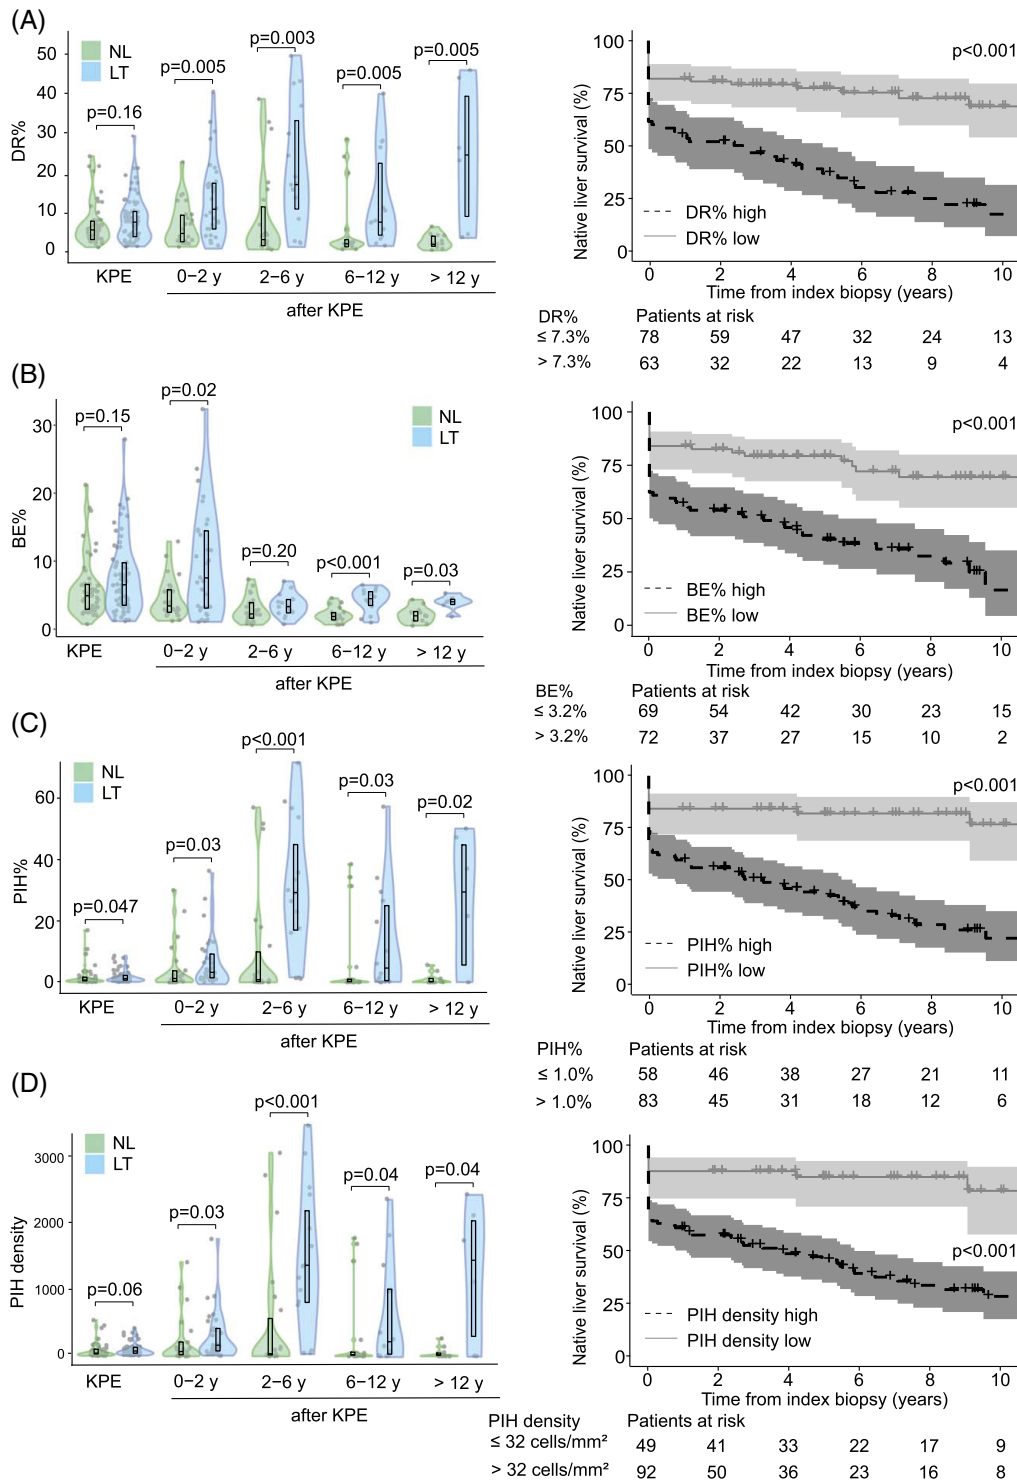 (A)
50
40
30
20
10
0
DR%
NL
LT
p=0.16
p=0.005
p=0.003
p=0.005
p=0.005
KPE
0−2 y
2−6 y
6−12 y
> 12 y
after KPE
100
75
50
25
0
Native liver survival (%)
p<0.001
DR% high
DR% low
0 2 4 6 8 10
Time from index biopsy (years)
DR% Patients at risk
≤ 7.3% 78 59 47 32 24 13
> 7.3% 63 32 22 13 9 4
(B)
30
20
10
0
BE%
NL
LT
p=0.15
p=0.02
p=0.20
p<0.001
p=0.03
KPE
0−2 y
2−6 y
6−12 y
> 12 y
after KPE
100
75
50
25
0
Native liver survival (%)
p<0.001
BE% high
BE% low
0 2 4 6 8 10
Time from index biopsy (years)
BE% Patients at risk
≤ 3.2% 69 54 42 30 23 15
> 3.2% 72 37 27 15 10 2
(C)
60
40
20
0
PIH%
NL
LT
p=0.047
p=0.03
p<0.001
p=0.03
p=0.02
KPE
0−2 y
2−6 y
6−12 y
> 12 y
after KPE
100
75
50
25
0
Native liver survival (%)
p<0.001
PIH% high
PIH% low
0 2 4 6 8 10
Time from index biopsy (years)
PIH% Patients at risk
≤ 1.0% 58 46 38 27 21 11
> 1.0% 83 45 31 18 12 6
(D)
3000
2000
1000
0
PIH density
NL
LT
p=0.06
p=0.03
p<0.001
p=0.04
p=0.04
KPE
0−2 y
2−6 y
6−12 y
> 12 y
after KPE
100
75
50
25
0
Native liver survival (%)
p<0.001
PIH density high
PIH density low
0 2 4 6 8 10
Time from index biopsy (years)
PIH density Patients at risk
≤ 32 cells/mm² 49 41 33 22 17 9
> 32 cells/mm² 92 50 36 23 16 8